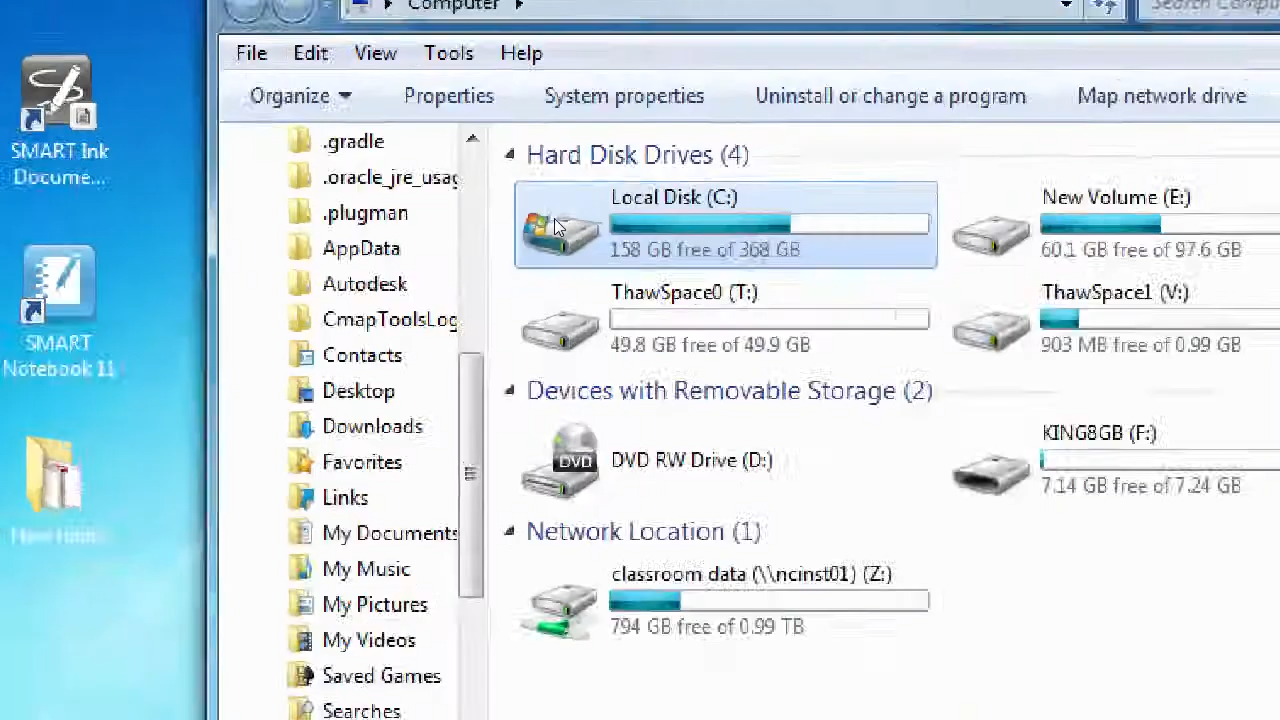 Computer
File Edit View Tools Help
Organize Properties System properties Uninstall or change a program Map network drive
SMART Ink
Docume...
SMART
Notebook 11
.gradle
.oracle_jre_usag
.plugman
AppData
Autodesk
CmapToolsLog
Contacts
Desktop
Downloads
Favorites
Links
My Documents
My Music
My Pictures
My Videos
Saved Games
Searches
Hard Disk Drives (4)
Local Disk (C:)
158 GB free of 368 GB
New Volume (E:)
60.1 GB free of 97.6 GB
ThawSpace0 (T:)
49.8 GB free of 49.9 GB
ThawSpace1 (V:)
903 MB free of 0.99 GB
Devices with Removable Storage (2)
DVD
DVD RW Drive (D:)
KING8GB (F:)
7.14 GB free of 7.24 GB
Network Location (1)
classroom data (\\ncinst01) (Z:)
794 GB free of 0.99 TB